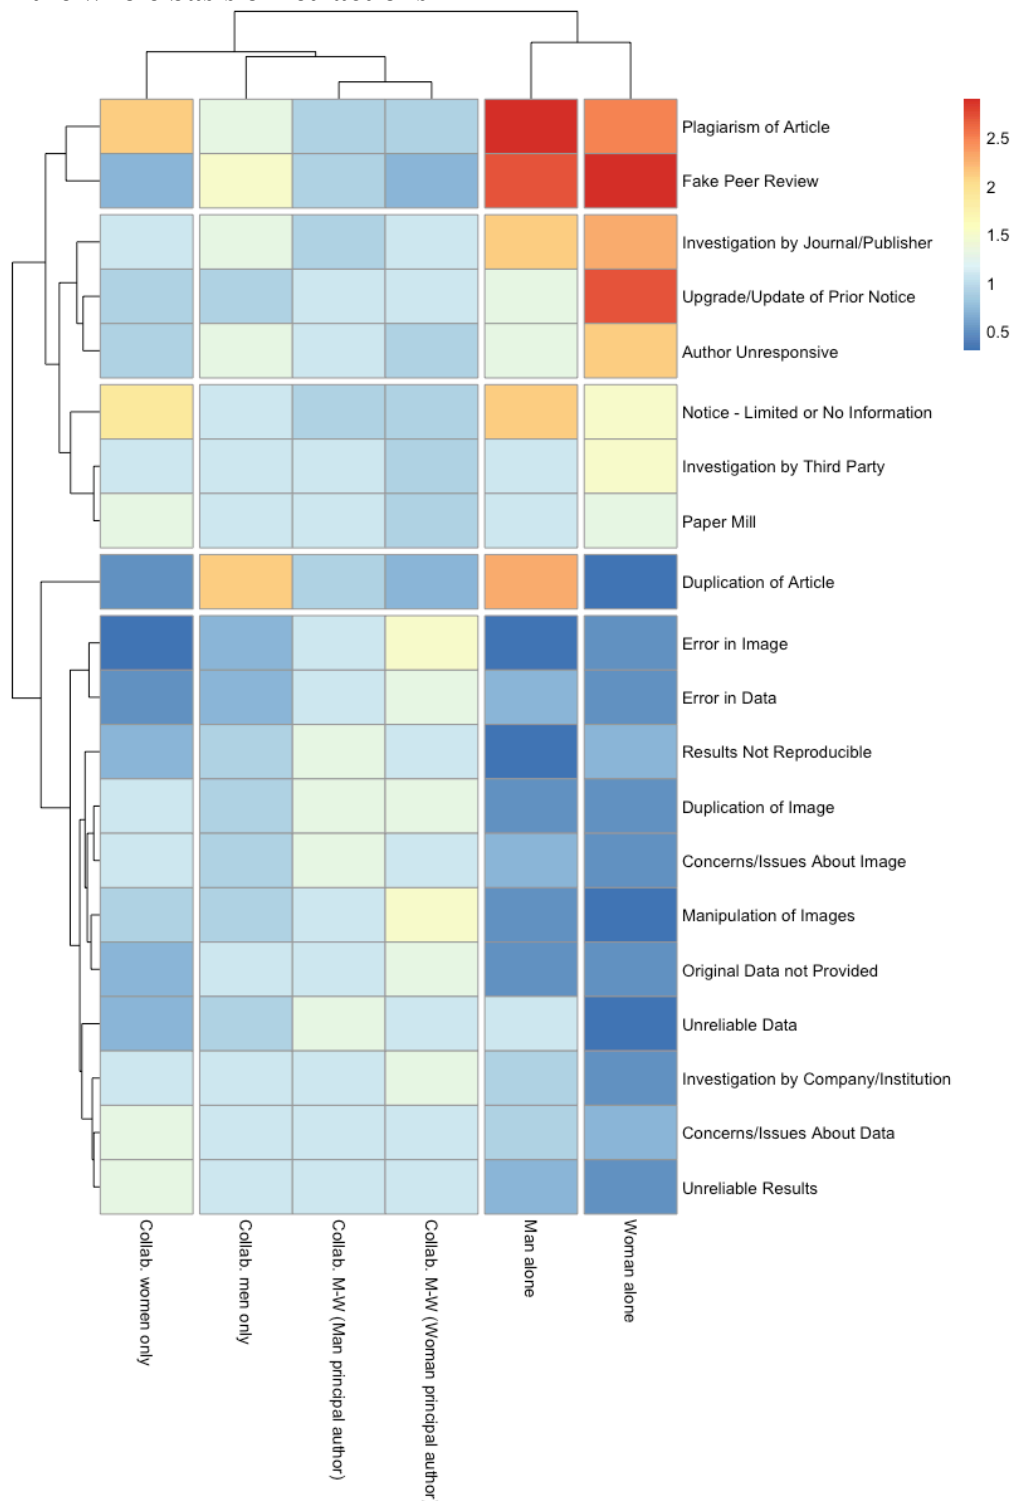 Plagiarism of Article
Fake Peer Review
Investigation by Journal/Publisher
Upgrade/Update of Prior Notice
Author Unresponsive
Notice - Limited or No Information
Investigation by Third Party
Paper Mill
Duplication of Article
Error in Image
Error in Data
Results Not Reproducible
Duplication of Image
Concerns/Issues About Image
Manipulation of Images
Original Data not Provided
Unreliable Data
Investigation by Company/Institution
Concerns/Issues About Data
Unreliable Results
2.5
2
1.5
1
0.5
Collab. women only
Collab. men only
Collab. M-W (Man principal author)
Collab. M-W (Woman principal author
Man alone
Woman alone